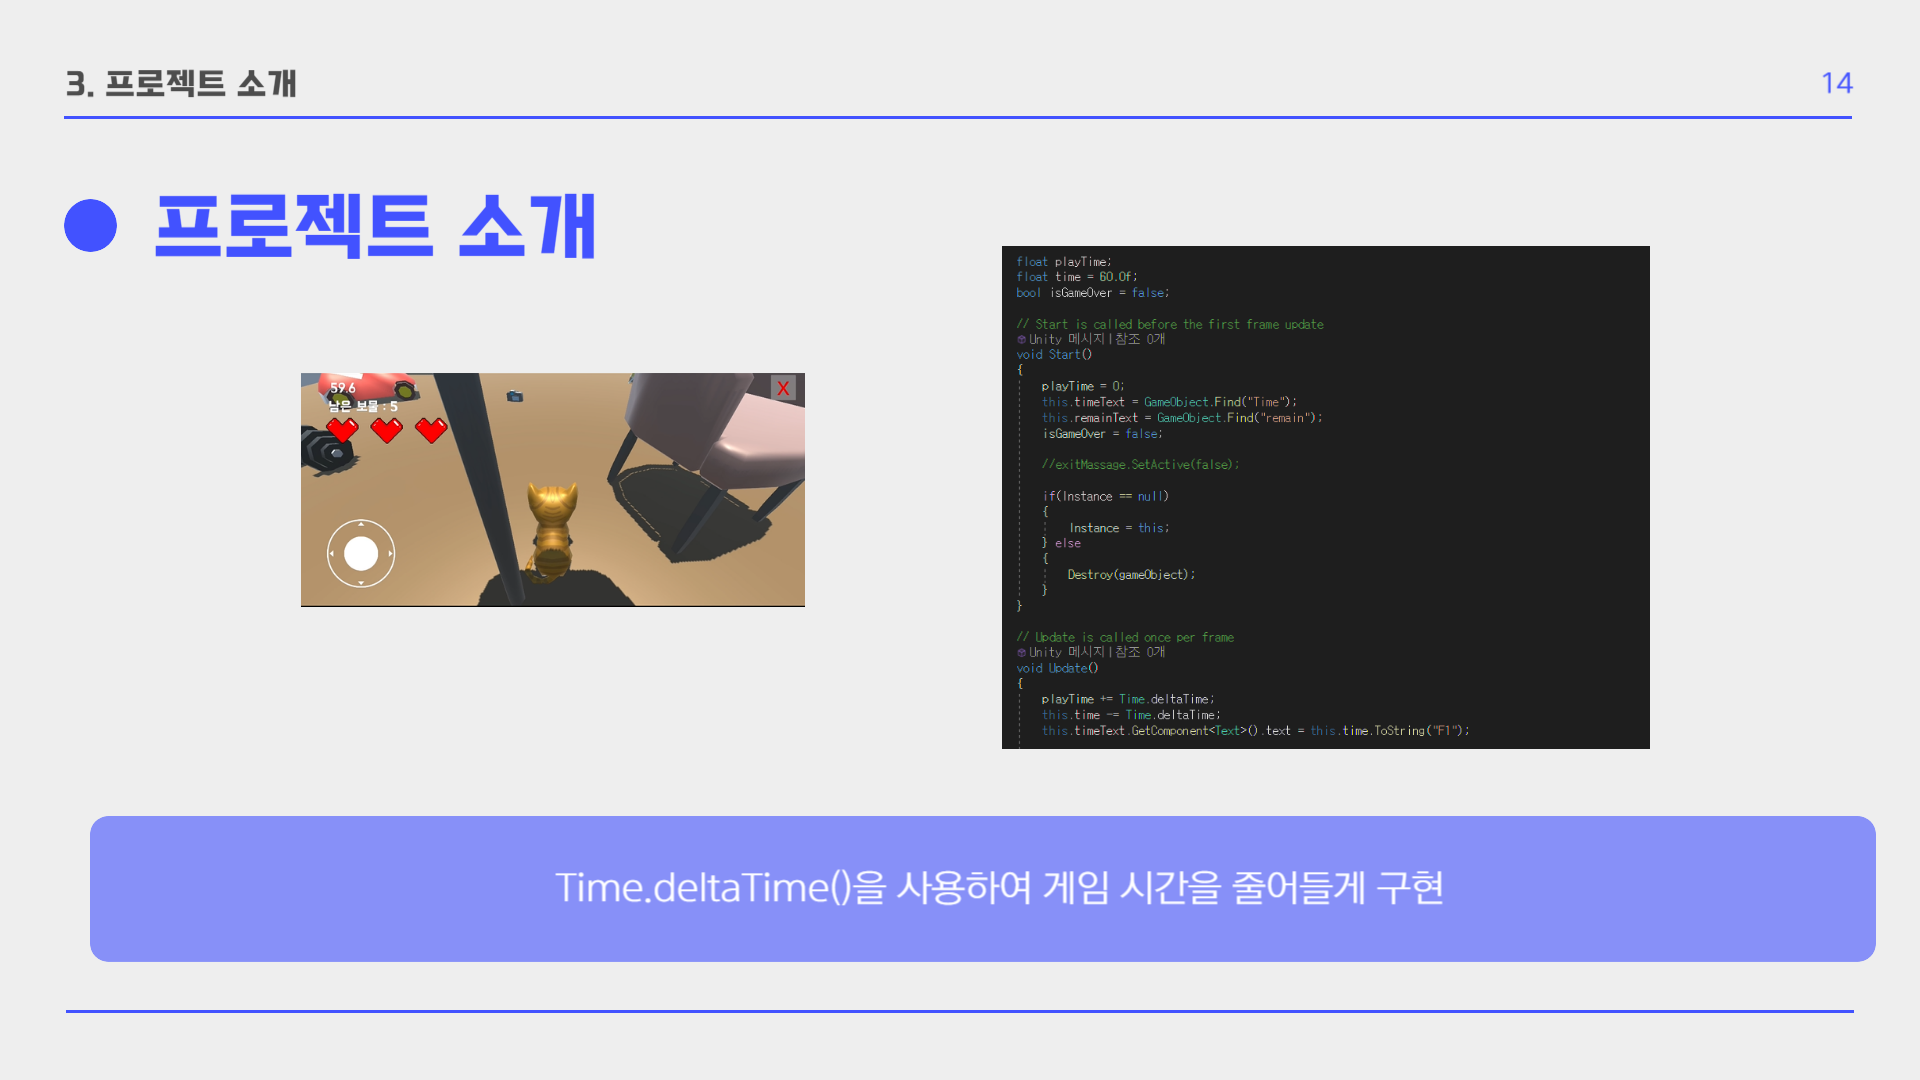 3. 프로젝트 소개
14
프로젝트 소개
59.6
남은 보물 : 5
X
float playTime;
float time = 60.0f;
bool isGameOver = false;
// Start is called before the first frame update
Unity 메시지 | 참조 0개
void Start()
{
playTime = 0;
this.timeText = GameObject.Find("Time");
this.remainText = GameObject.Find("remain");
isGameOver = false;
//exitMassage.SetActive(false);
if(Instance == null)
{
Instance = this;
} else
{
Destroy(gameObject);
}
}
// Update is called once per frame
Unity 메시지 | 참조 0개
void Update()
{
playTime += Time.deltaTime;
this.time -= Time.deltaTime;
this.timeText.GetComponent<Text>().text = this.time.ToString("F1");
Time.deltaTime()을 사용하여 게임 시간을 줄어들게 구현